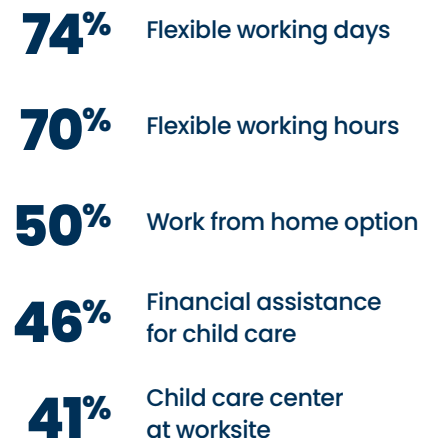 74% Flexible working days
70% Flexible working hours
50% Work from home option
46% Financial assistance
for child care
41% Child care center
at worksite